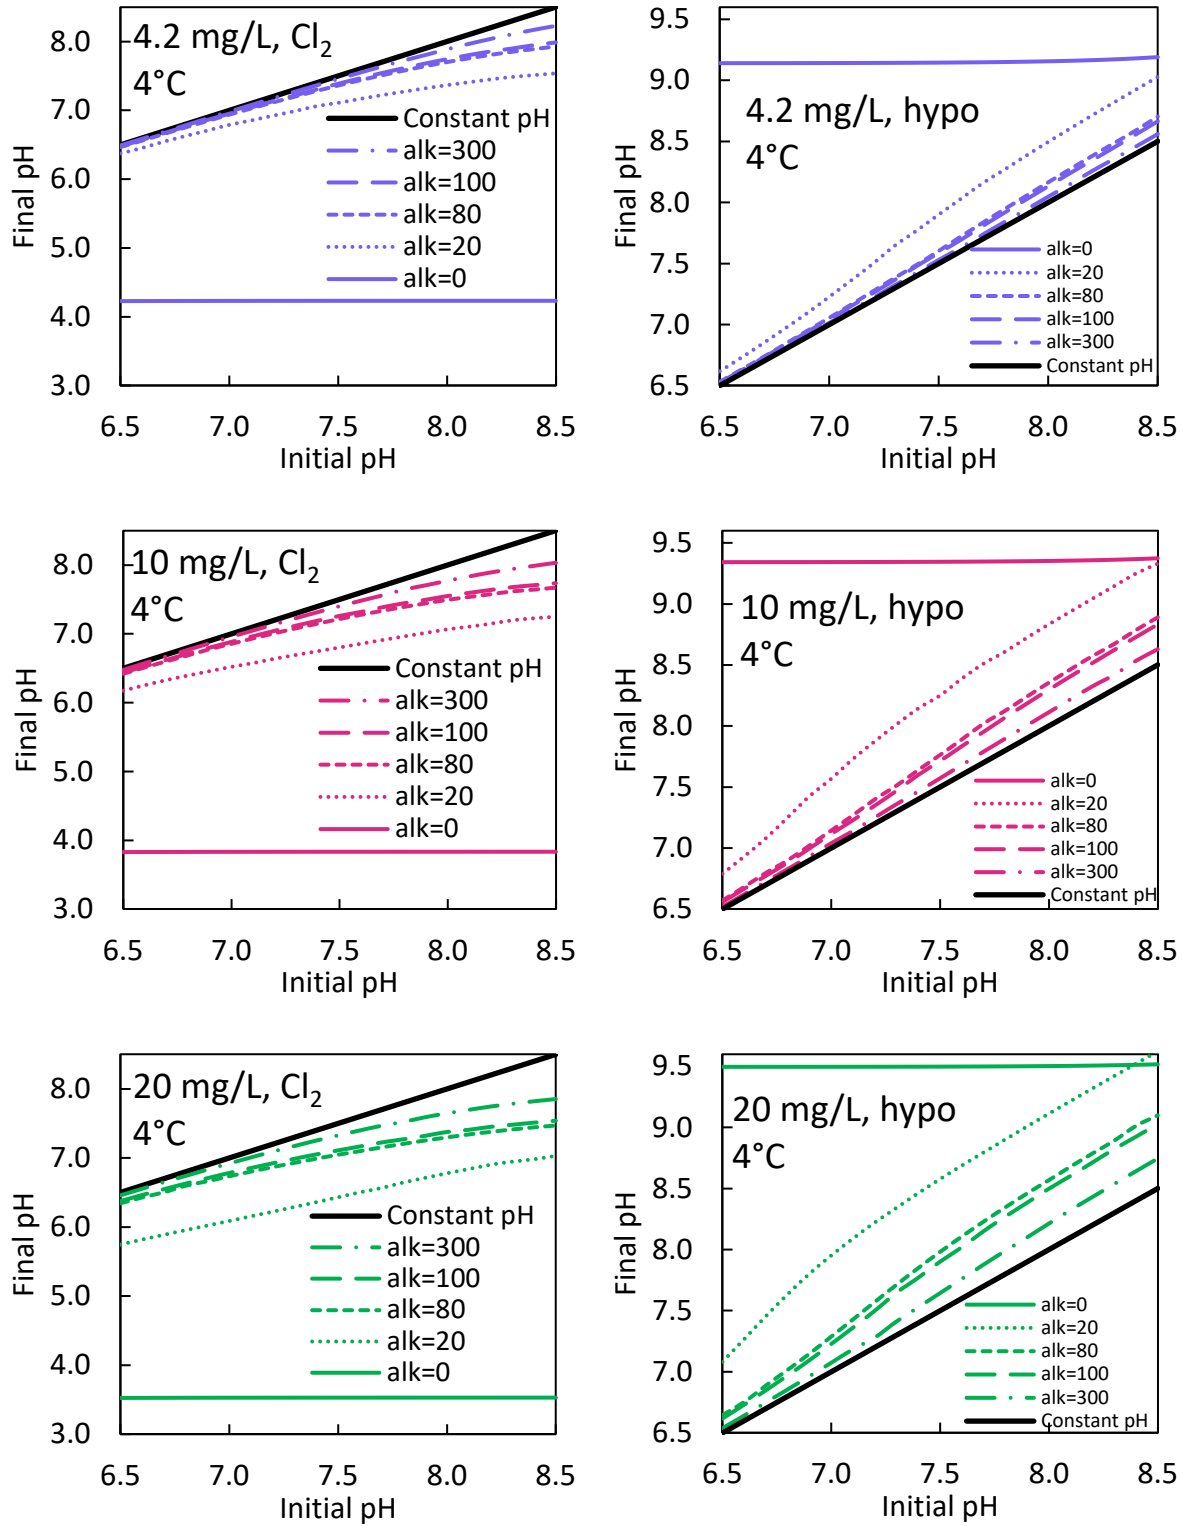 4.2 mg/L, Cl2
4°C
8.0
7.0
6.0
5.0
4.0
3.0
Final pH
Constant pH
alk=300
alk=100
alk=80
alk=20
alk=0
6.5
7.0
7.5
8.0
8.5
Initial pH
4.2 mg/L, hypo
4°C
9.5
9.0
8.5
8.0
7.5
7.0
6.5
Final pH
alk=0
alk=20
alk=80
alk=100
alk=300
Constant pH
6.5
7.0
7.5
8.0
8.5
Initial pH
10 mg/L, Cl2
4°C
8.0
7.0
6.0
5.0
4.0
3.0
Final pH
Constant pH
alk=300
alk=100
alk=80
alk=20
alk=0
6.5
7.0
7.5
8.0
8.5
Initial pH
10 mg/L, hypo
4°C
9.5
9.0
8.5
8.0
7.5
7.0
6.5
Final pH
alk=0
alk=20
alk=80
alk=100
alk=300
Constant pH
6.5
7.0
7.5
8.0
8.5
Initial pH
20 mg/L, Cl2
4°C
8.0
7.0
6.0
5.0
4.0
3.0
Final pH
Constant pH
alk=300
alk=100
alk=80
alk=20
alk=0
6.5
7.0
7.5
8.0
8.5
Initial pH
20 mg/L, hypo
4°C
9.5
9.0
8.5
8.0
7.5
7.0
6.5
Final pH
alk=0
alk=20
alk=80
alk=100
alk=300
Constant pH
6.5
7.0
7.5
8.0
8.5
Initial pH